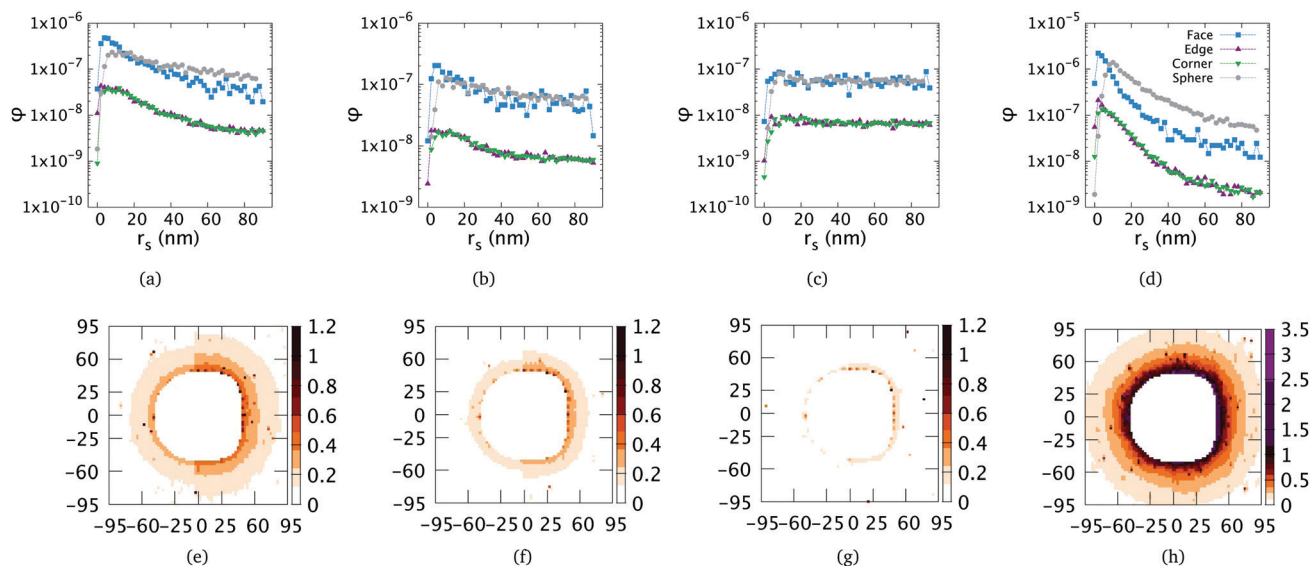 1x10⁻⁶ 1x10⁻⁶ 1x10⁻⁶ 1x10⁻⁵
Face
Edge
Corner
Sphere
1x10⁻⁷ 1x10⁻⁷ 1x10⁻⁷ 1x10⁻⁶
φ 1x10⁻⁸ φ 1x10⁻⁸ φ 1x10⁻⁸ φ 1x10⁻⁷
1x10⁻⁹ 1x10⁻⁹ 1x10⁻⁹ 1x10⁻⁸
1x10⁻¹⁰ 1x10⁻¹⁰ 1x10⁻¹⁰ 1x10⁻⁹
0 20 40 60 80 0 20 40 60 80 0 20 40 60 80 0 20 40 60 80
rs (nm) rs (nm) rs (nm) rs (nm)
(a) (b) (c) (d)
95 1.2 95 1.2 95 1.2 95 3.5
60 1 60 1 60 1 60 3
25 0.8 25 0.8 25 0.8 25 2.5
0 0.6 0 0.6 0 0.6 0 2
−25 0.4 −25 0.4 −25 0.4 −25 1.5
−60 0.2 −60 0.2 −60 0.2 −60 1
0.5
−95 0 −95 0 −95 0 −95 0
−95−60−25 0 25 60 95 −95−60−25 0 25 60 95 −95−60−25 0 25 60 95 −95−60−25 0 25 60 95
(e) (f) (g) (h)